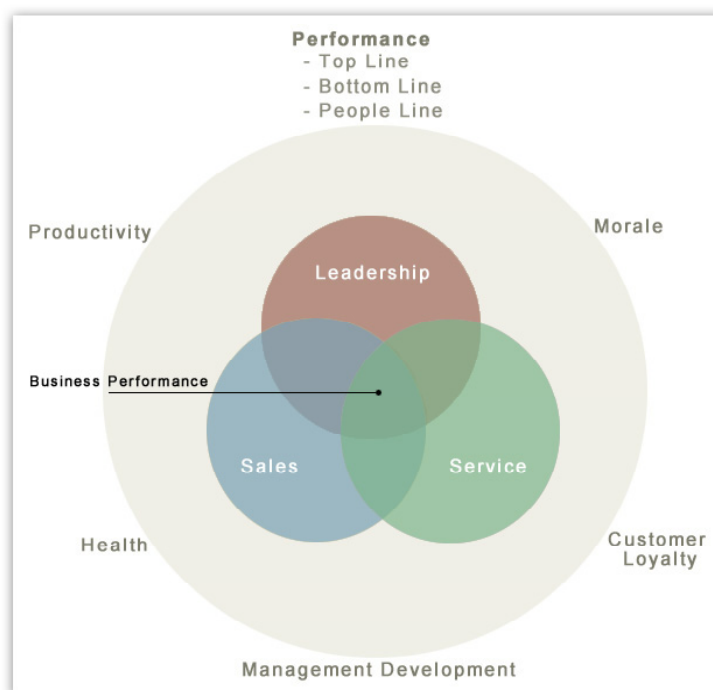 Performance
- Top Line
- Bottom Line
- People Line
Productivity
Morale
Leadership
Business Performance
Sales
Service
Health
Customer
Loyalty
Management Development